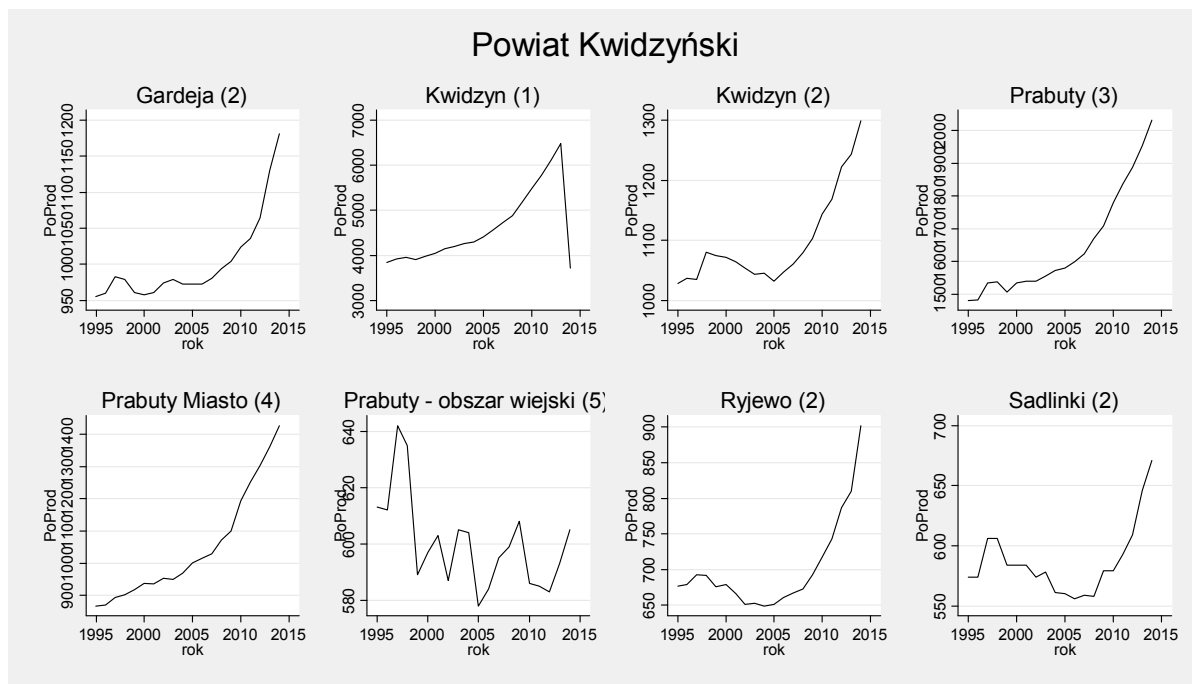 Powiat Kwidzyński
Gardeja (2)
PoProd
950 1000 1050 1100 1150 1200
1995 2000 2005 2010 2015
rok
Kwidzyn (1)
PoProd
3000 4000 5000 6000 7000
1995 2000 2005 2010 2015
rok
Kwidzyn (2)
PoProd
1000 1100 1200 1300
1995 2000 2005 2010 2015
rok
Prabuty (3)
PoProd
1500 1600 1700 1800 1900 2000
1995 2000 2005 2010 2015
rok
Prabuty Miasto (4)
PoProd
900 1000 1100 1200 1300 1400
1995 2000 2005 2010 2015
rok
Prabuty - obszar wiejski (5)
PoProd
580 600 620 640
1995 2000 2005 2010 2015
rok
Ryjewo (2)
PoProd
650 700 750 800 850 900
1995 2000 2005 2010 2015
rok
Sadlinki (2)
PoProd
550 600 650 700
1995 2000 2005 2010 2015
rok